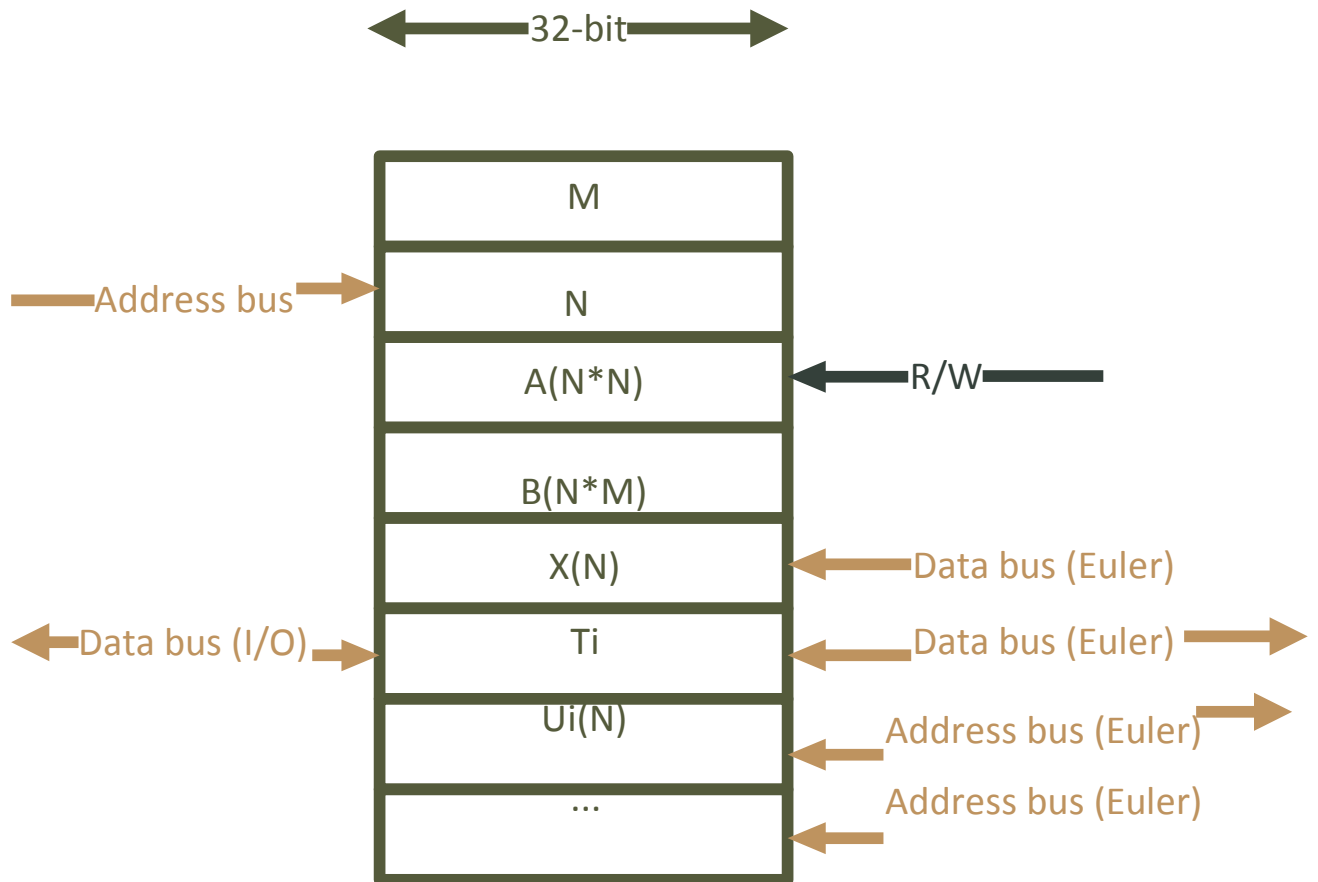 32-bit
M
Address bus
N
A(N*N)
R/W
B(N*M)
X(N)
Data bus (Euler)
Data bus (I/O)
Ti
Data bus (Euler)
Ui(N)
Address bus (Euler)
...
Address bus (Euler)